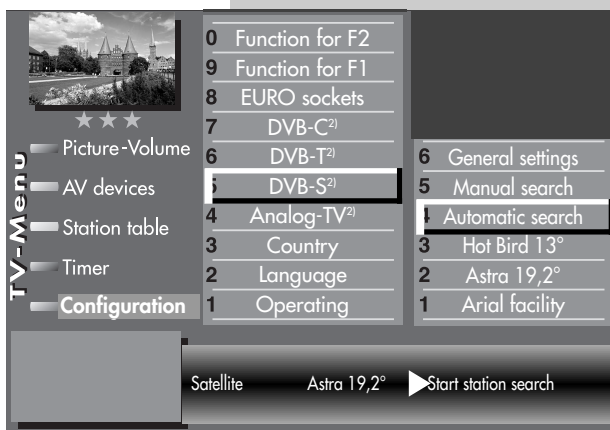 TV-Menu
Picture-Volume
AV devices
Station table
Timer
Configuration
0 Function for F2
9 Function for F1
8 EURO sockets
7 DVB-C2)
6 DVB-T2)
5 DVB-S2)
4 Analog-TV2)
3 Country
2 Language
1 Operating
6 General settings
5 Manual search
4 Automatic search
3 Hot Bird 13°
2 Astra 19,2°
1 Arial facility
Satellite Astra 19,2° Start station search